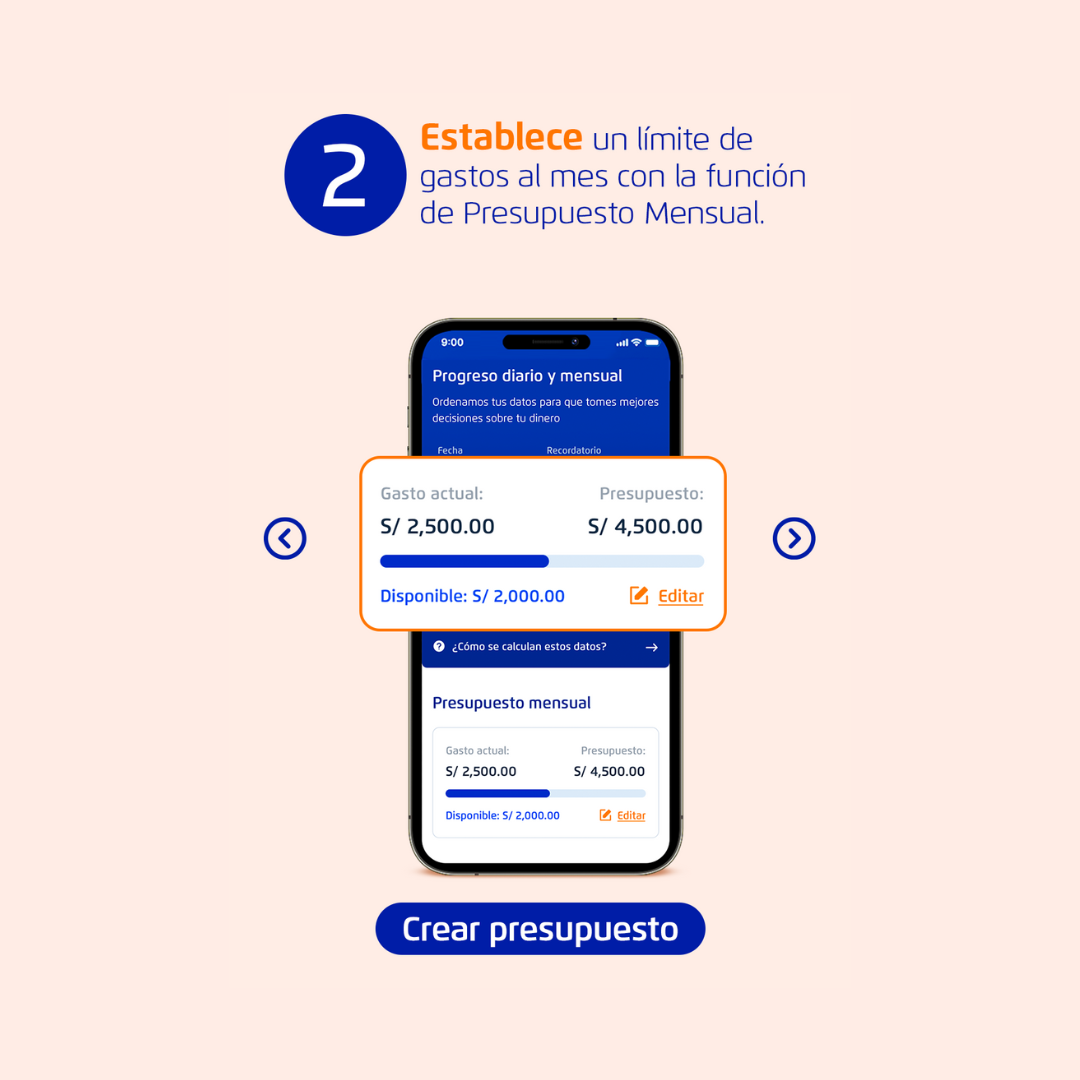 2
Establece un límite de
gastos al mes con la función
de Presupuesto Mensual.
9:00
Progreso diario y mensual
Ordenamos tus datos para que tomes mejores
decisiones sobre tu dinero
Fecha Recordatorio
Gasto actual: Presupuesto:
S/ 2,500.00 S/ 4,500.00
Disponible: S/ 2,000.00 Editar
¿Cómo se calculan estos datos?
Presupuesto mensual
Gasto actual: Presupuesto:
S/ 2,500.00 S/ 4,500.00
Disponible: S/ 2,000.00 Editar
Crear presupuesto